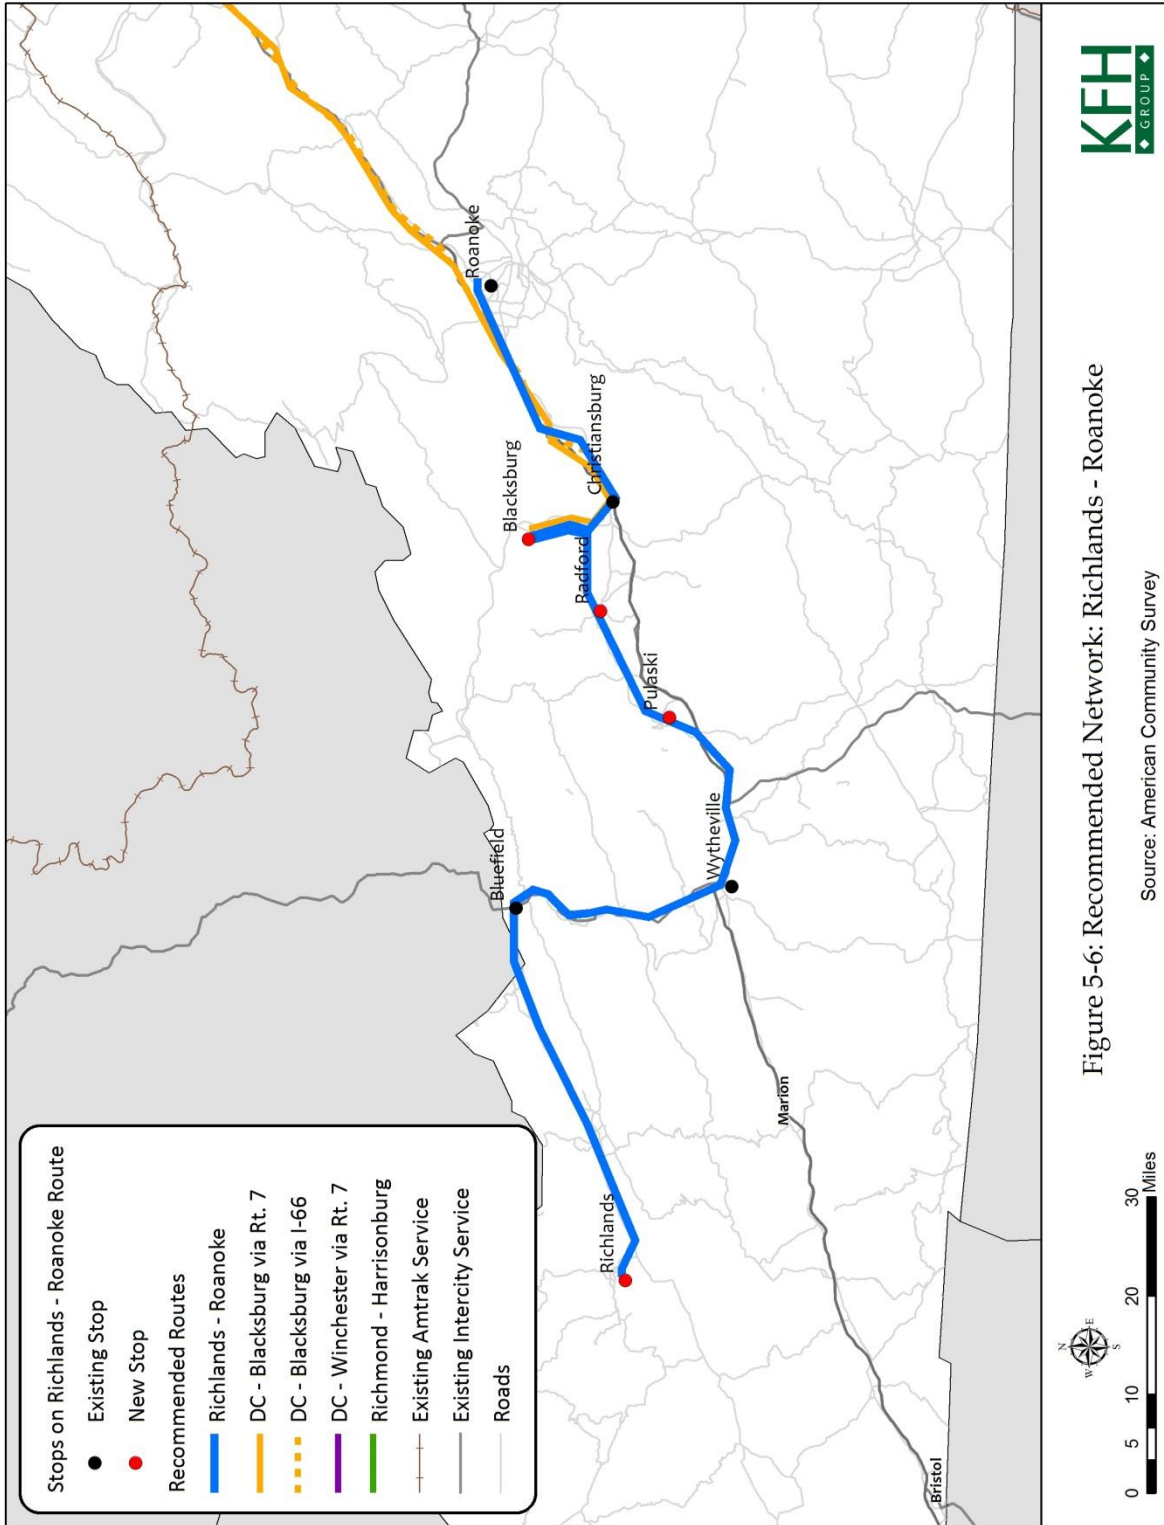 Stops on Richlands - Roanoke Route
Existing Stop
New Stop
Recommended Routes
Richlands - Roanoke
DC - Blacksburg via Rt. 7
DC - Blacksburg via I-66
DC - Winchester via Rt. 7
Richmond - Harrisonburg
Existing Amtrak Service
Existing Intercity Service
Roads
Roanoke
Blacksburg
Christiansburg
Radford
Pulaski
Bluefield
Wytheville
Richlands
Marion
Bristol
N
W E
S
0 5 10 20 30
Miles
Figure 5-6: Recommended Network: Richlands - Roanoke
Source: American Community Survey
KFH
GROUP